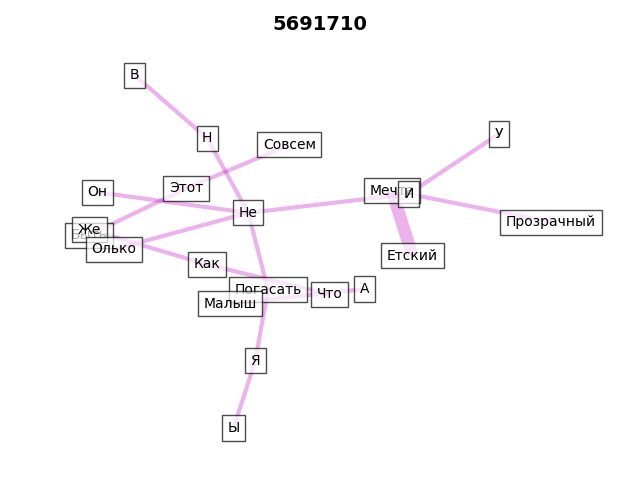 5691710
В
У
Н
Совсем
Этот
Мечта
И
Он
Не
Прозрачный
Же
Олько
Етский
Как
Погасать
Что
А
Малыш
Я
Ы